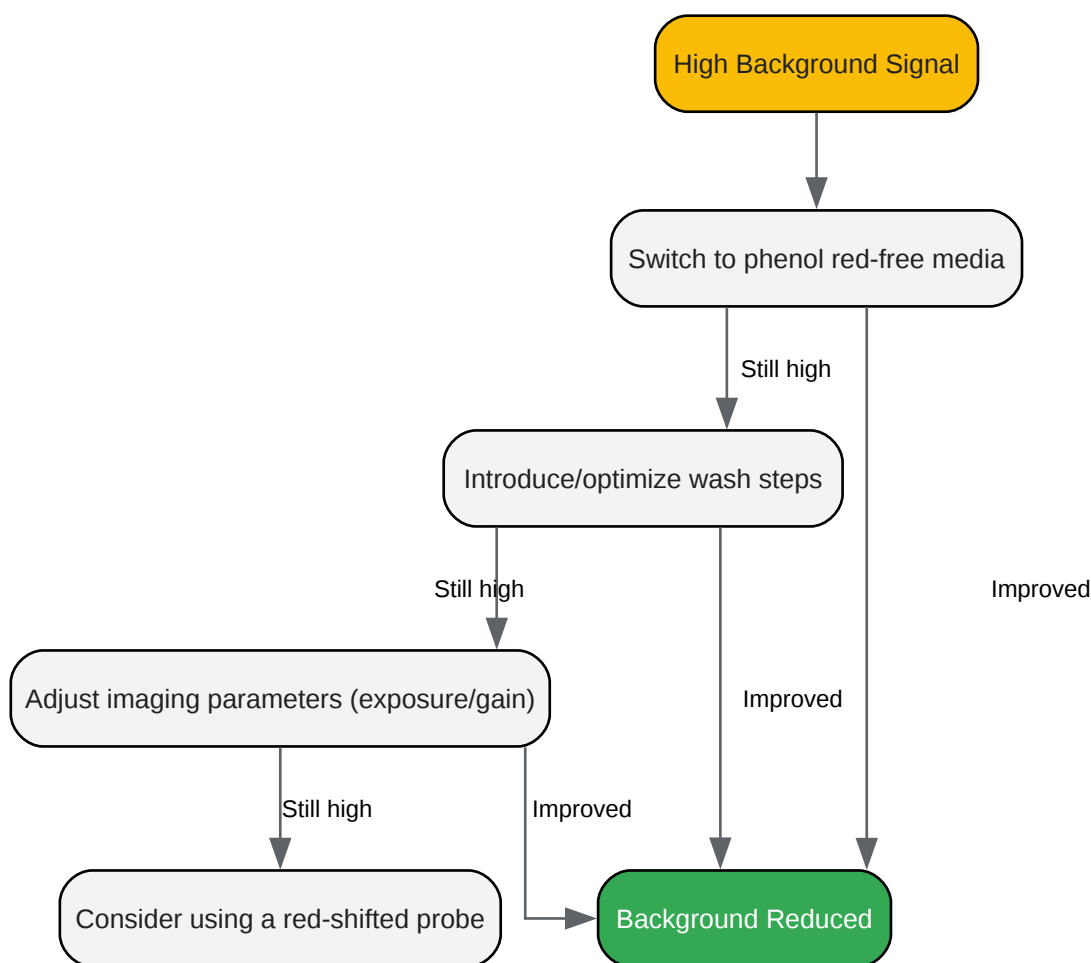 High Background Signal
Switch to phenol red-free media
Still high
Introduce/optimize wash steps
Still high
Improved
Adjust imaging parameters (exposure/gain)
Improved
Still high
Improved
Consider using a red-shifted probe
Background Reduced